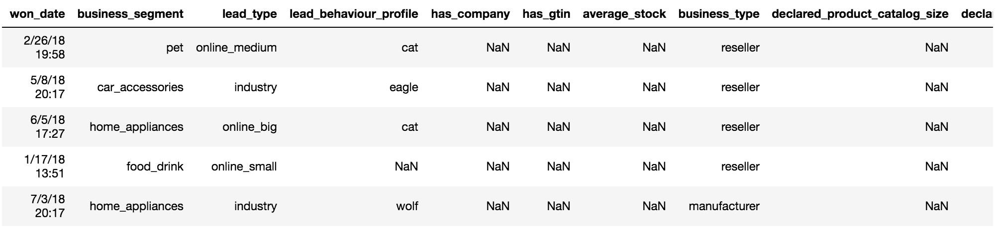 won_date business_segment lead_type lead_behaviour_profile has_company has_gtin average_stock business_type declared_product_catalog_size decla
2/26/18
19:58 pet online_medium cat NaN NaN NaN reseller NaN
5/8/18
20:17 car_accessories industry eagle NaN NaN NaN reseller NaN
6/5/18
17:27 home_appliances online_big cat NaN NaN NaN reseller NaN
1/17/18
13:51 food_drink online_small NaN NaN NaN NaN reseller NaN
7/3/18
20:17 home_appliances industry wolf NaN NaN NaN manufacturer NaN